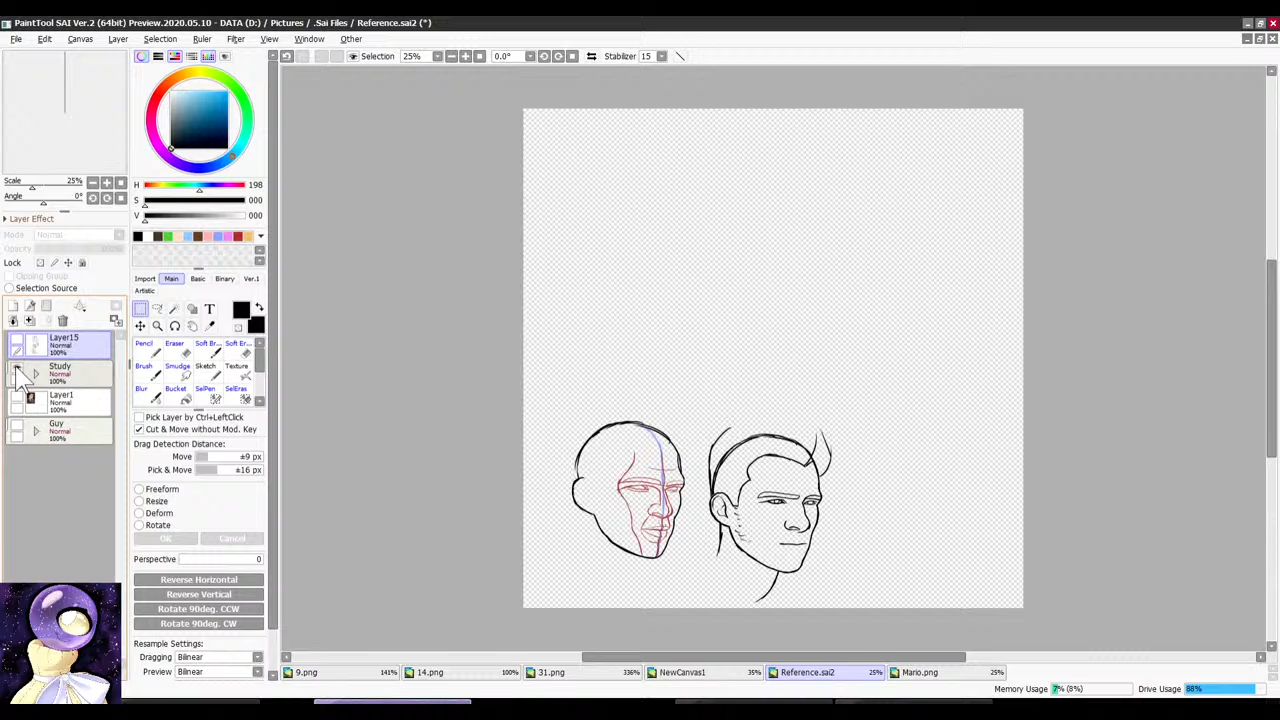 PaintTool SAI Ver.2 (64bit) Preview.2020.05.10 - DATA (D:) / Pictures / .Sai Files / Reference.sai2 (*)
File Edit Canvas Layer Selection Ruler Filter View Window Other
Selection 25% 0.0° Stabilizer 15
Scale 25%
Angle 0°
Layer Effect
Mode Normal
Opacity 100%
Lock
Clipping Group
Selection Source
Layer15
Normal
100%
Study
Normal
100%
Layer1
Normal
100%
Guy
Normal
100%
H 198
S 000
V 000
Import Main Basic Binary Ver.1
Artistic
T
Pencil Eraser Soft Br... Soft Er...
Brush Smudge Sketch Texture
Blur Bucket SelPen SelEras
Pick Layer by Ctrl+LeftClick
Cut & Move without Mod. Key
Drag Detection Distance:
Move ±9 px
Pick & Move ±16 px
Freeform
Resize
Deform
Rotate
OK Cancel
Perspective 0
Reverse Horizontal
Reverse Vertical
Rotate 90deg. CCW
Rotate 90deg. CW
Resample Settings:
Dragging Bilinear
Preview Bilinear
9.png 141% 14.png 100% 31.png 336% NewCanvas1 35% Reference.sai2 25% Mario.png 25%
Memory Usage 7% (8%) Drive Usage 88%